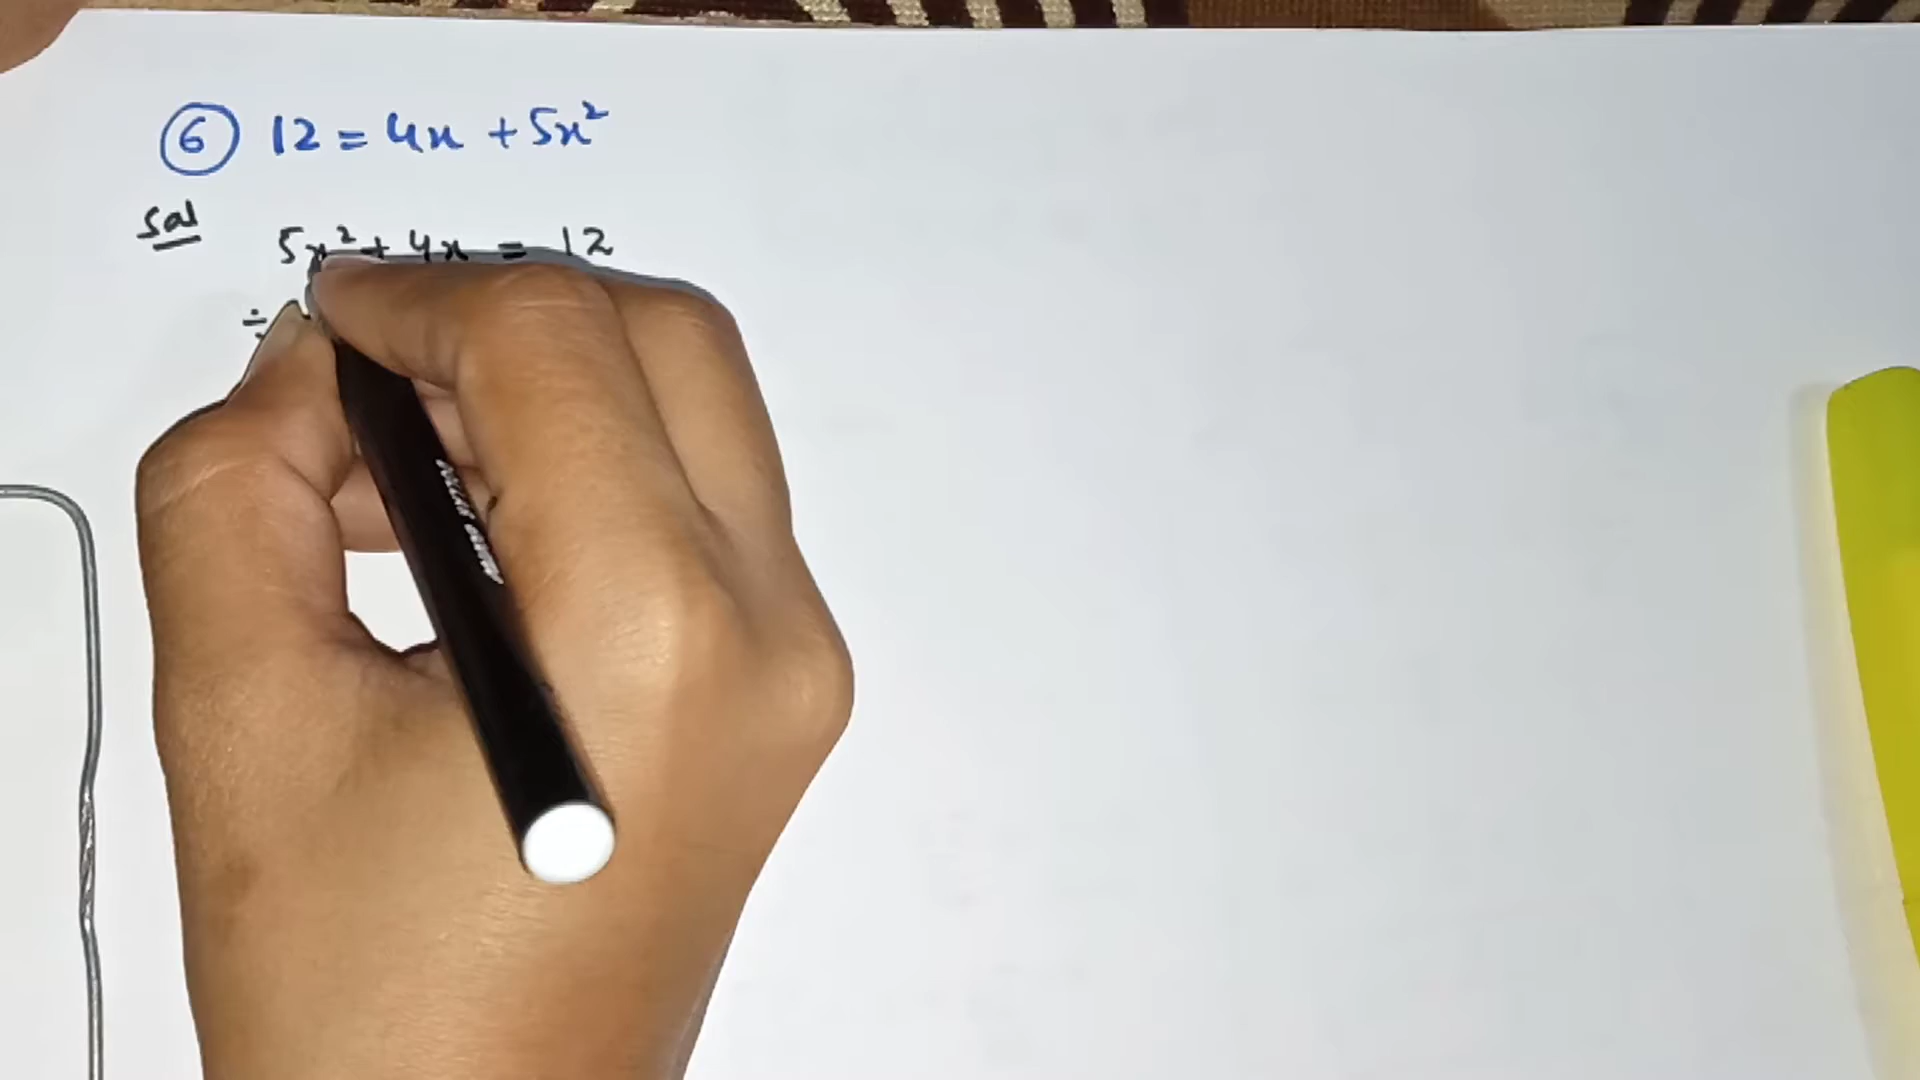 ⑥ 12 = 4x + 5x²
Sol
5x² + 4x = 12
÷